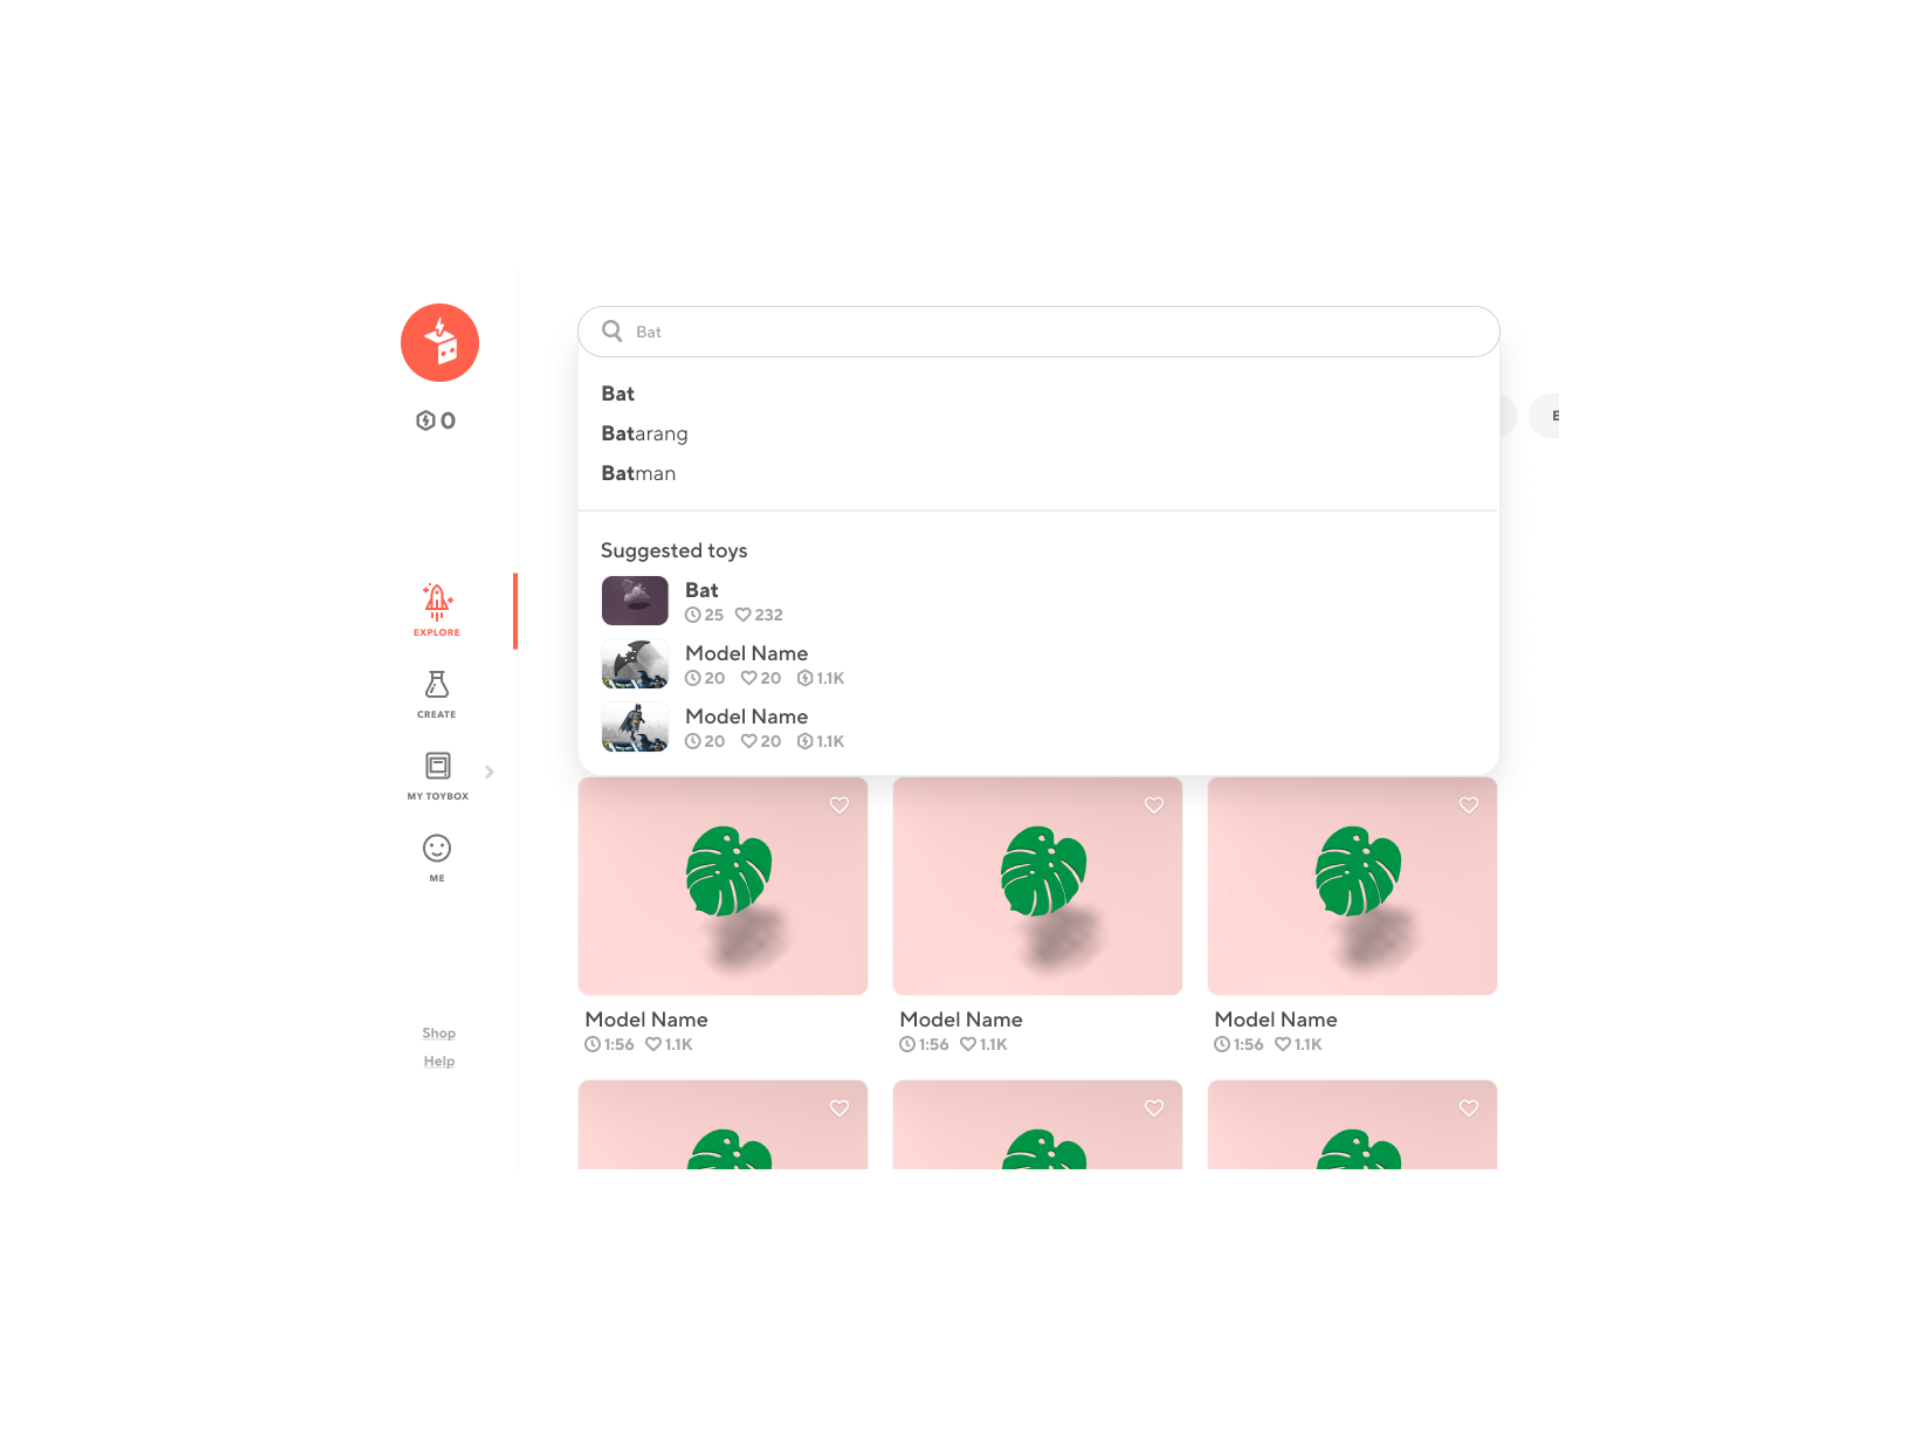 0
EXPLORE
CREATE
MY TOYBOX
ME
Shop
Help
Bat
Bat
Batarang
Batman
Suggested toys
Bat
25 232
Model Name
20 20 1.1K
Model Name
20 20 1.1K
Model Name
1:56 1.1K
Model Name
1:56 1.1K
Model Name
1:56 1.1K